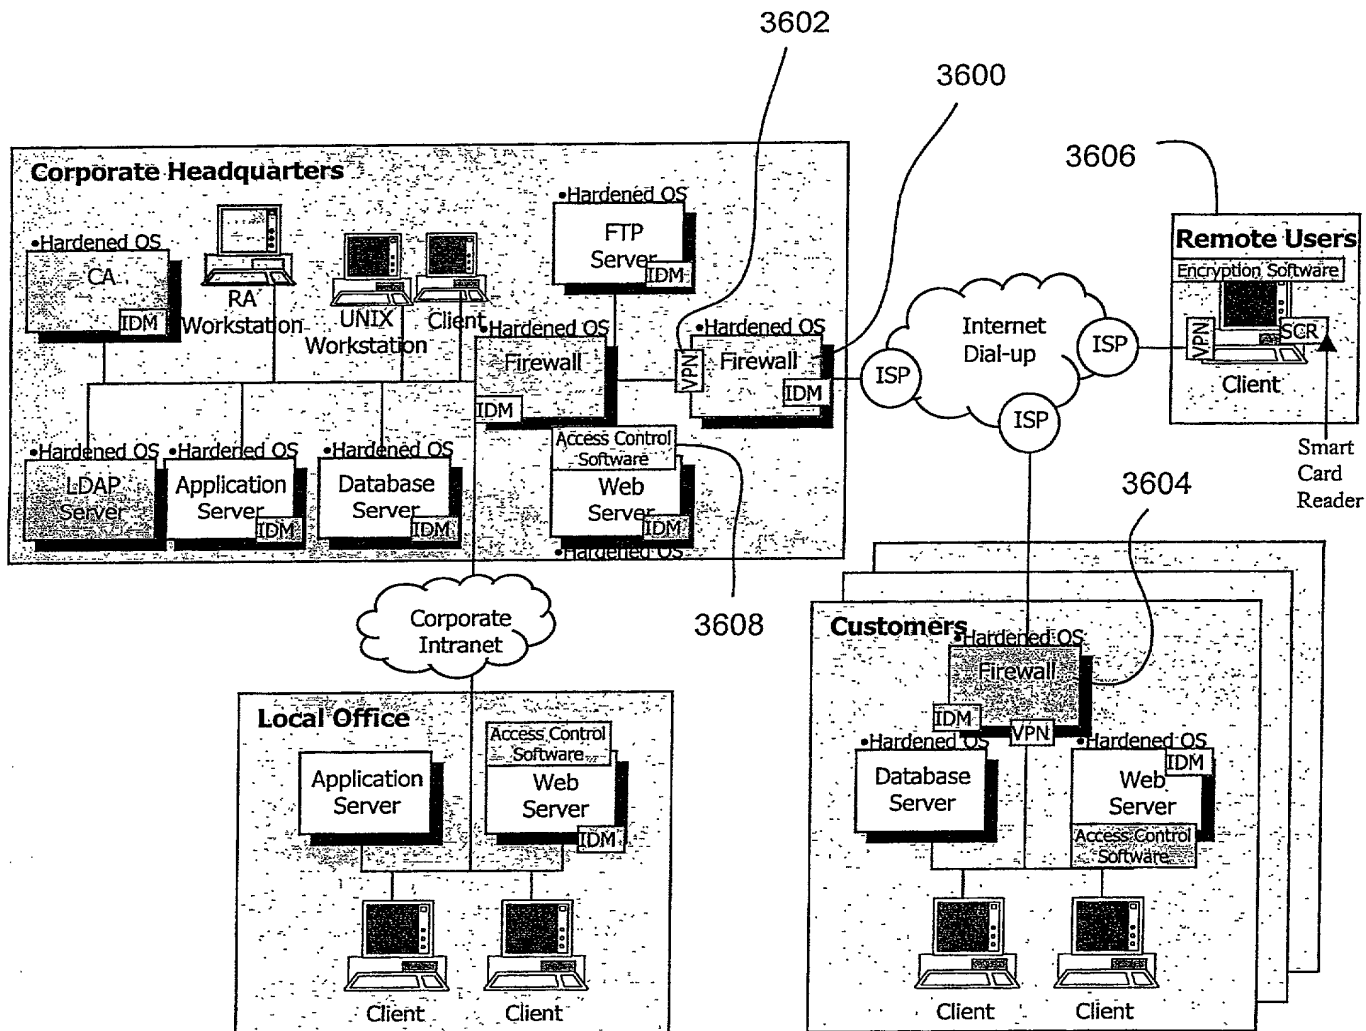 3602
3600
3606
Corporate Headquarters
•Hardened OS
CA
IDM
RA
Workstation
UNIX
Workstation
Client
•Hardened OS
FTP
Server
IDM
•Hardened OS
Firewall
IDM
VPN
•Hardened OS
Firewall
IDM
Access Control
Software
Web
Server
IDM
•Hardened OS
•Hardened OS
LDAP
Server
•Hardened OS
Application
Server
IDM
•Hardened OS
Database
Server
IDM
ISP
Internet
Dial-up
ISP
ISP
Remote Users
Encryption Software
VPN
SCR
Client
Smart
Card
Reader
3604
3608
Corporate
Intranet
Local Office
Application
Server
Access Control
Software
Web
Server
IDM
Client
Client
Customers
•Hardened OS
Firewall
IDM
VPN
•Hardened OS
Database
Server
•Hardened OS
IDM
Web
Server
Access Control
Software
Client
Client